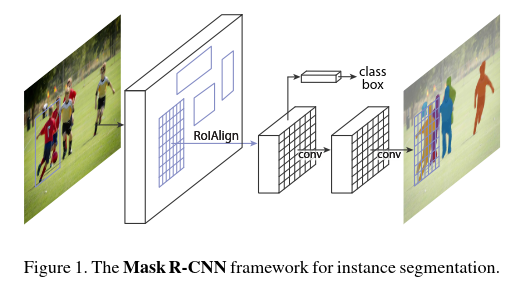 class
box
RoIAlign
conv
conv
Figure 1. The Mask R-CNN framework for instance segmentation.